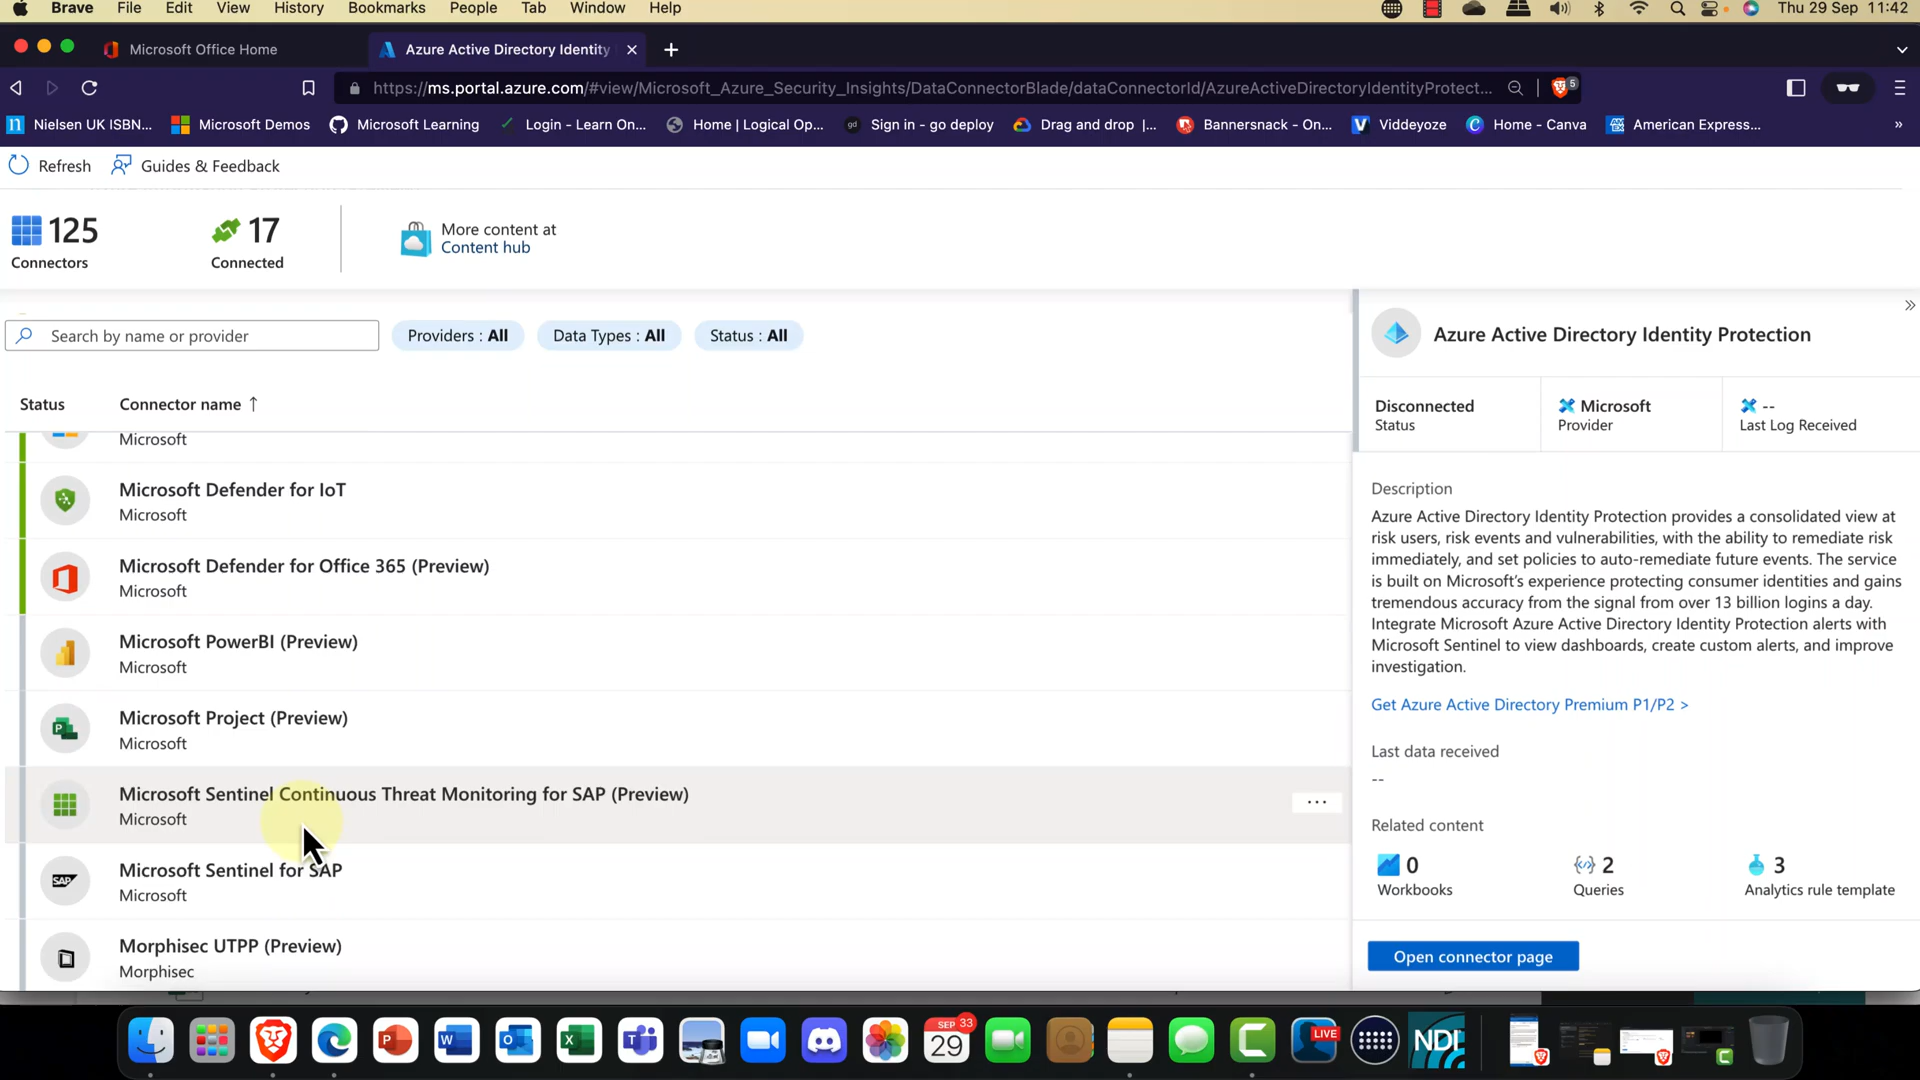 Brave File Edit View History Bookmarks People Tab Window Help Thu 29 Sep 11:42
Microsoft Office Home Azure Active Directory Identity
https://ms.portal.azure.com/#view/Microsoft_Azure_Security_Insights/DataConnectorBlade/dataConnectorId/AzureActiveDirectoryIdentityProtect... 5
Nielsen UK ISBN... Microsoft Demos Microsoft Learning Login - Learn On... Home | Logical Op... gd Sign in - go deploy Drag and drop |... Bannersnack - On... Viddeyoze Home - Canva American Express... »
Refresh Guides & Feedback
125 Connectors
17 Connected
More content at
Content hub
Search by name or provider Providers : All Data Types : All Status : All
Status Connector name ↑
Microsoft
Microsoft Defender for IoT
Microsoft
Microsoft Defender for Office 365 (Preview)
Microsoft
Microsoft PowerBI (Preview)
Microsoft
Microsoft Project (Preview)
Microsoft
Microsoft Sentinel Continuous Threat Monitoring for SAP (Preview)
Microsoft
...
SAP
Microsoft Sentinel for SAP
Microsoft
Morphisec UTPP (Preview)
Morphisec
»
Azure Active Directory Identity Protection
Disconnected Microsoft --
Status Provider Last Log Received
Description
Azure Active Directory Identity Protection provides a consolidated view at
risk users, risk events and vulnerabilities, with the ability to remediate risk
immediately, and set policies to auto-remediate future events. The service
is built on Microsoft's experience protecting consumer identities and gains
tremendous accuracy from the signal from over 13 billion logins a day.
Integrate Microsoft Azure Active Directory Identity Protection alerts with
Microsoft Sentinel to view dashboards, create custom alerts, and improve
investigation.
Get Azure Active Directory Premium P1/P2 >
Last data received
--
Related content
0 2 3
Workbooks Queries Analytics rule template
Open connector page
SEP 33
29
LIVE
NDI